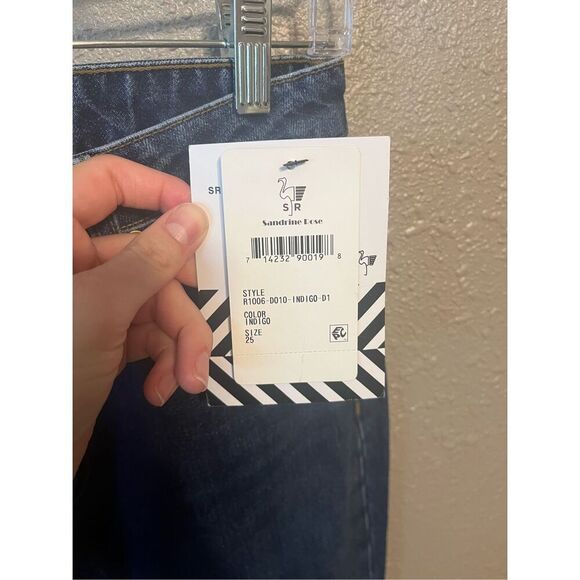 SR
S R
Sandrine Rose
7 14232 90019 8
STYLE
R1006-D010-INDIGO-D1
COLOR
INDIGO
SIZE
25